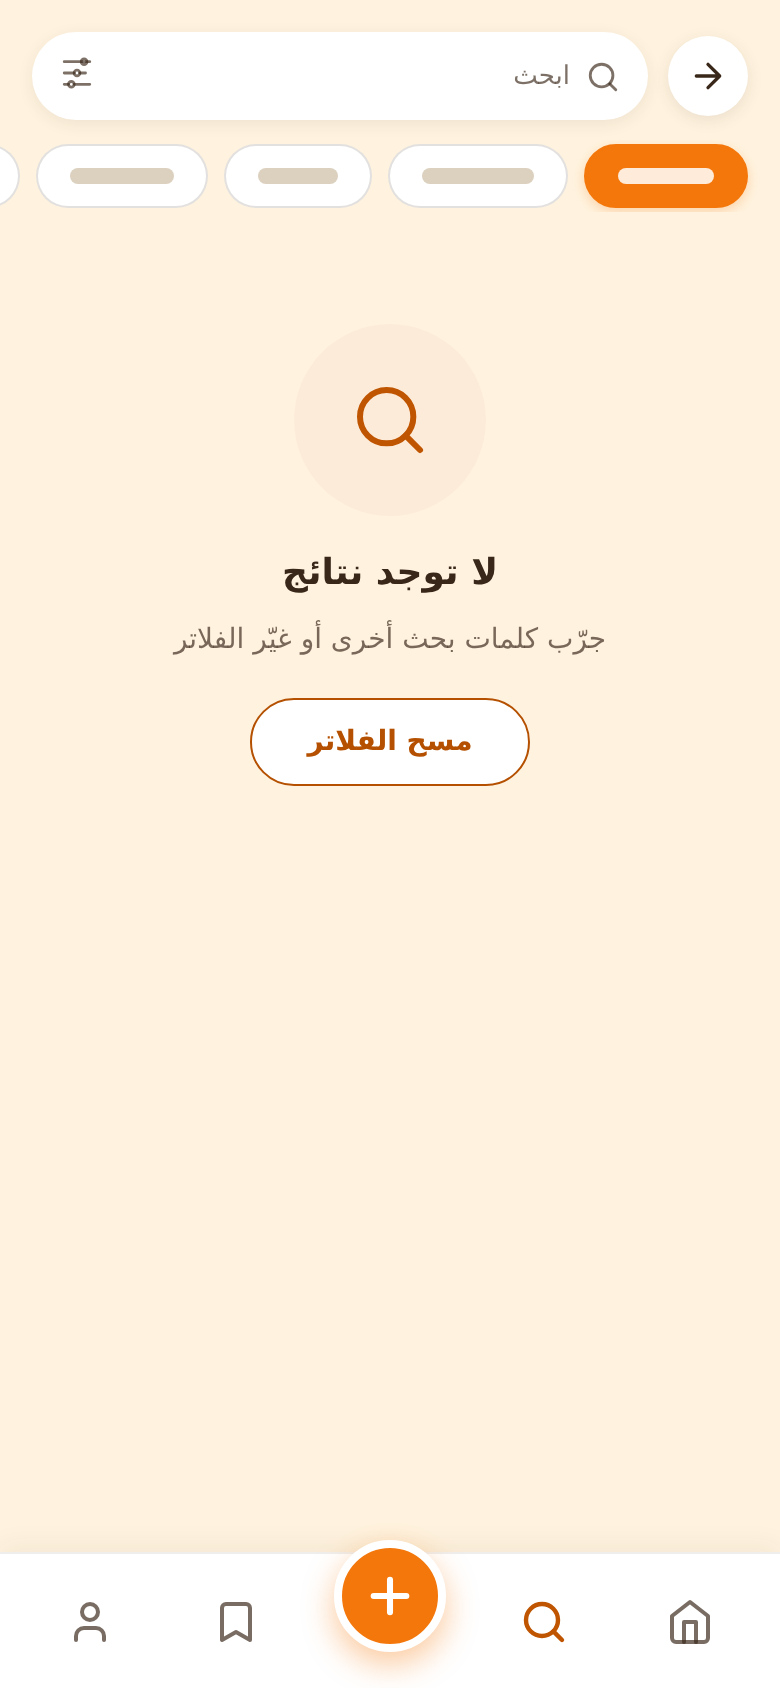 ابحث
لا توجد نتائج
جرّب كلمات بحث أخرى أو غيّر الفلاتر
مسح الفلاتر